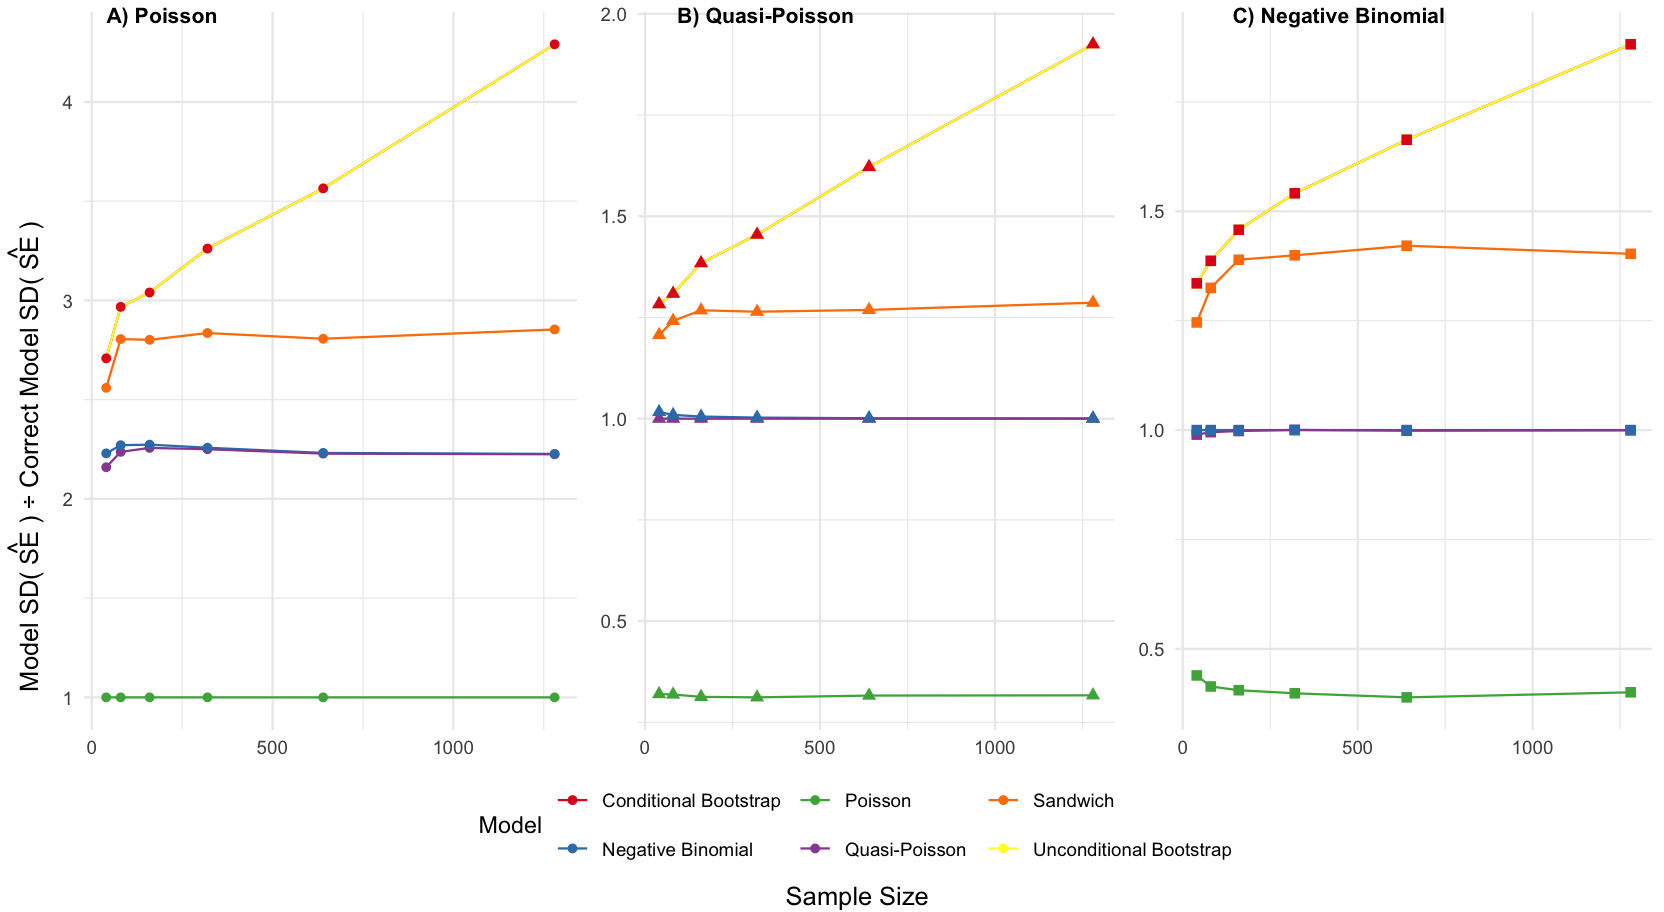 A) Poisson
B) Quasi-Poisson
C) Negative Binomial
Model SD( ŜE ) ÷ Correct Model SD( ŜE )
4
3
2
1
0
500
1000
2.0
1.5
1.0
0.5
0
500
1000
1.5
1.0
0.5
0
500
1000
Model
Conditional Bootstrap
Poisson
Sandwich
Negative Binomial
Quasi-Poisson
Unconditional Bootstrap
Sample Size